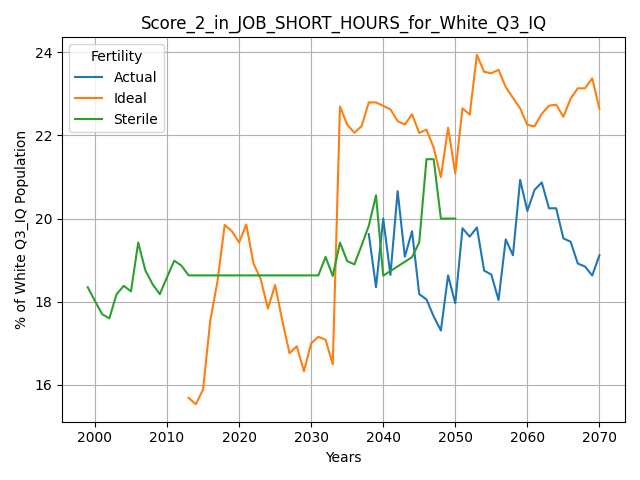 Score_2_in_JOB_SHORT_HOURS_for_White_Q3_IQ
Fertility
Actual
Ideal
Sterile
% of White Q3_IQ Population
24
22
20
18
16
2000 2010 2020 2030 2040 2050 2060 2070
Years